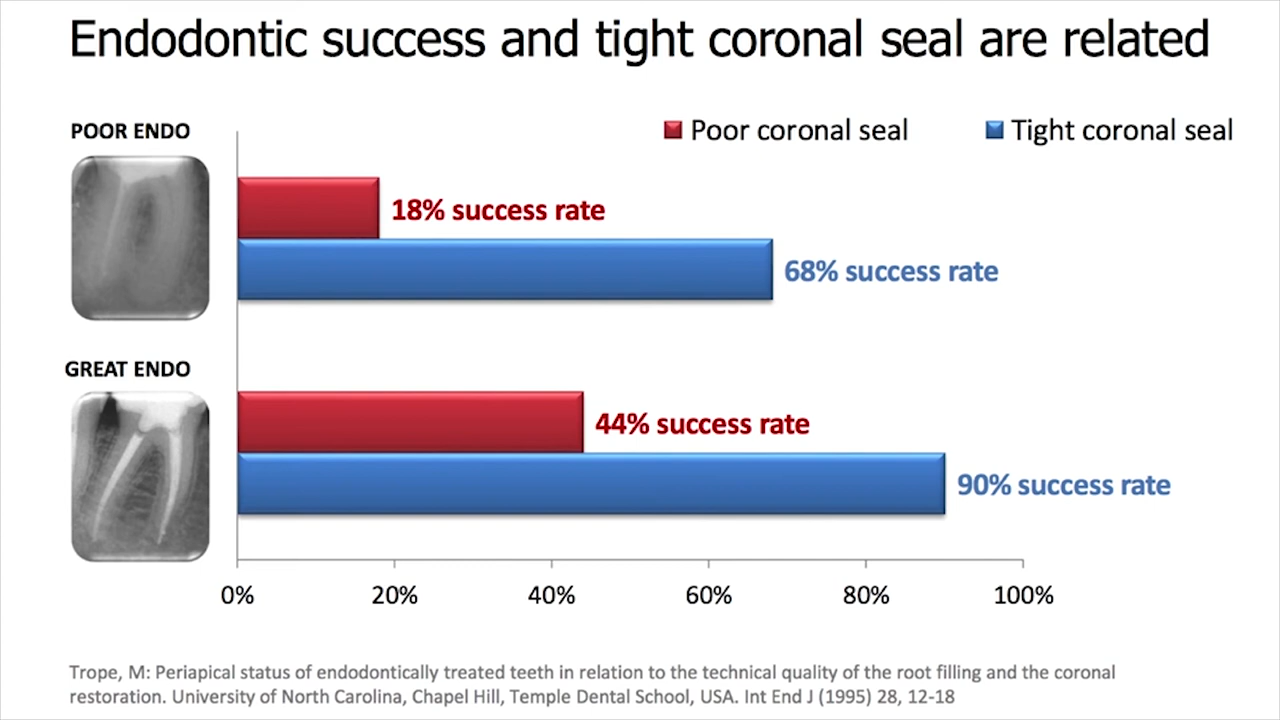 Endodontic success and tight coronal seal are related
POOR ENDO
Poor coronal seal
Tight coronal seal
18% success rate
68% success rate
GREAT ENDO
44% success rate
90% success rate
0%
20%
40%
60%
80%
100%
Trope, M: Periapical status of endodontically treated teeth in relation to the technical quality of the root filling and the coronal
restoration. University of North Carolina, Chapel Hill, Temple Dental School, USA. Int End J (1995) 28, 12-18